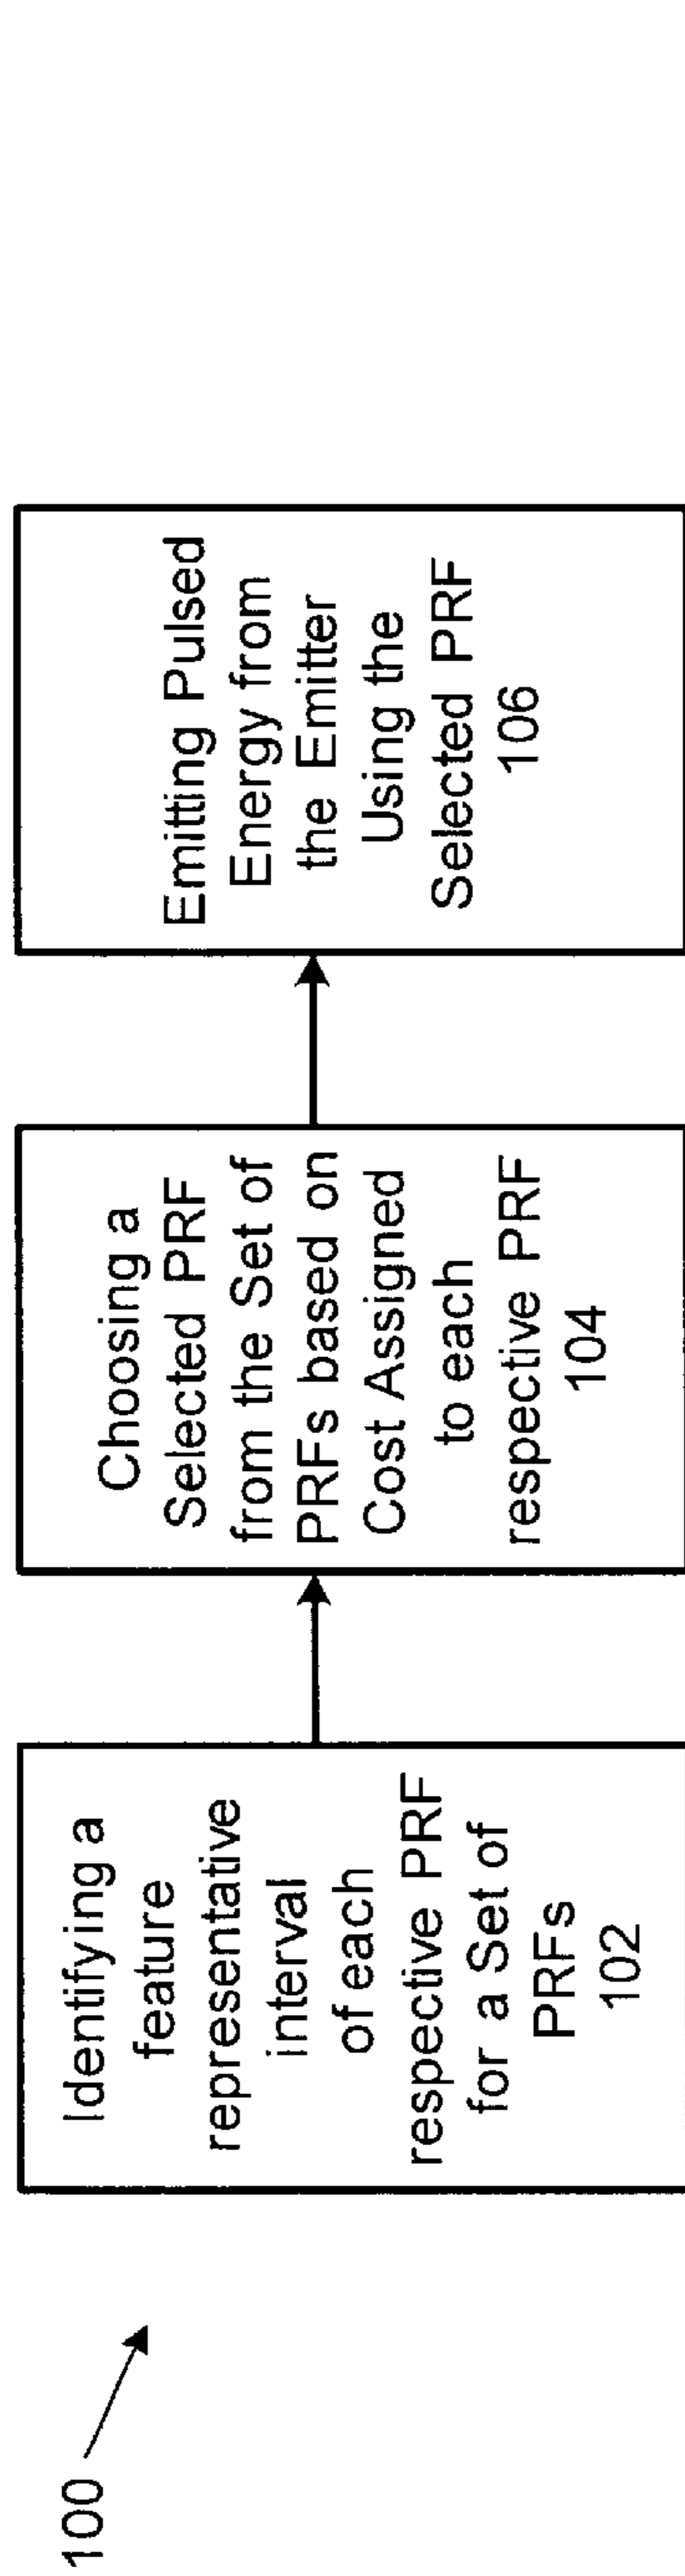 100
Identifying a
feature
representative
interval
of each
respective PRF
for a Set of
PRFs
102
Choosing a
Selected PRF
from the Set of
PRFs based on
Cost Assigned
to each
respective PRF
104
Emitting Pulsed
Energy from
the Emitter
Using the
Selected PRF
106